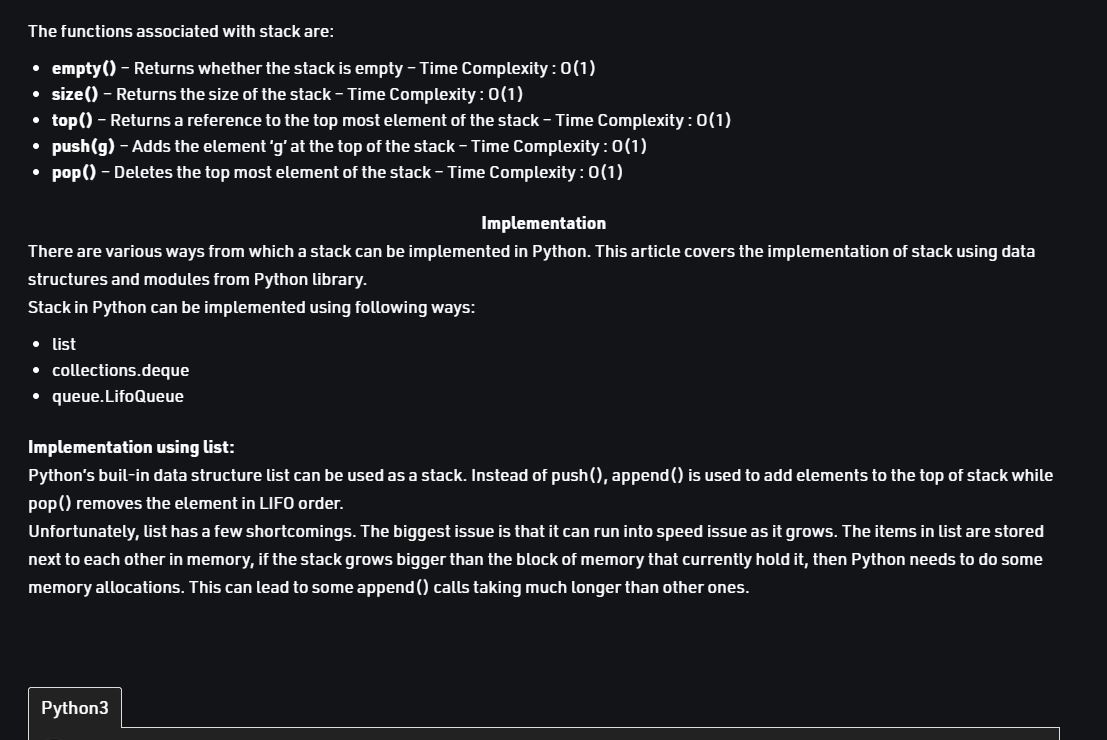 The functions associated with stack are:
• empty() – Returns whether the stack is empty – Time Complexity : O(1)
• size() – Returns the size of the stack – Time Complexity : O(1)
• top() – Returns a reference to the top most element of the stack – Time Complexity : O(1)
• push(g) – Adds the element ‘g’ at the top of the stack – Time Complexity : O(1)
• pop() – Deletes the top most element of the stack – Time Complexity : O(1)
Implementation
There are various ways from which a stack can be implemented in Python. This article covers the implementation of stack using data
structures and modules from Python library.
Stack in Python can be implemented using following ways:
• list
• collections.deque
• queue.LifoQueue
Implementation using list:
Python’s buil-in data structure list can be used as a stack. Instead of push(), append() is used to add elements to the top of stack while
pop() removes the element in LIFO order.
Unfortunately, list has a few shortcomings. The biggest issue is that it can run into speed issue as it grows. The items in list are stored
next to each other in memory, if the stack grows bigger than the block of memory that currently hold it, then Python needs to do some
memory allocations. This can lead to some append() calls taking much longer than other ones.
Python3